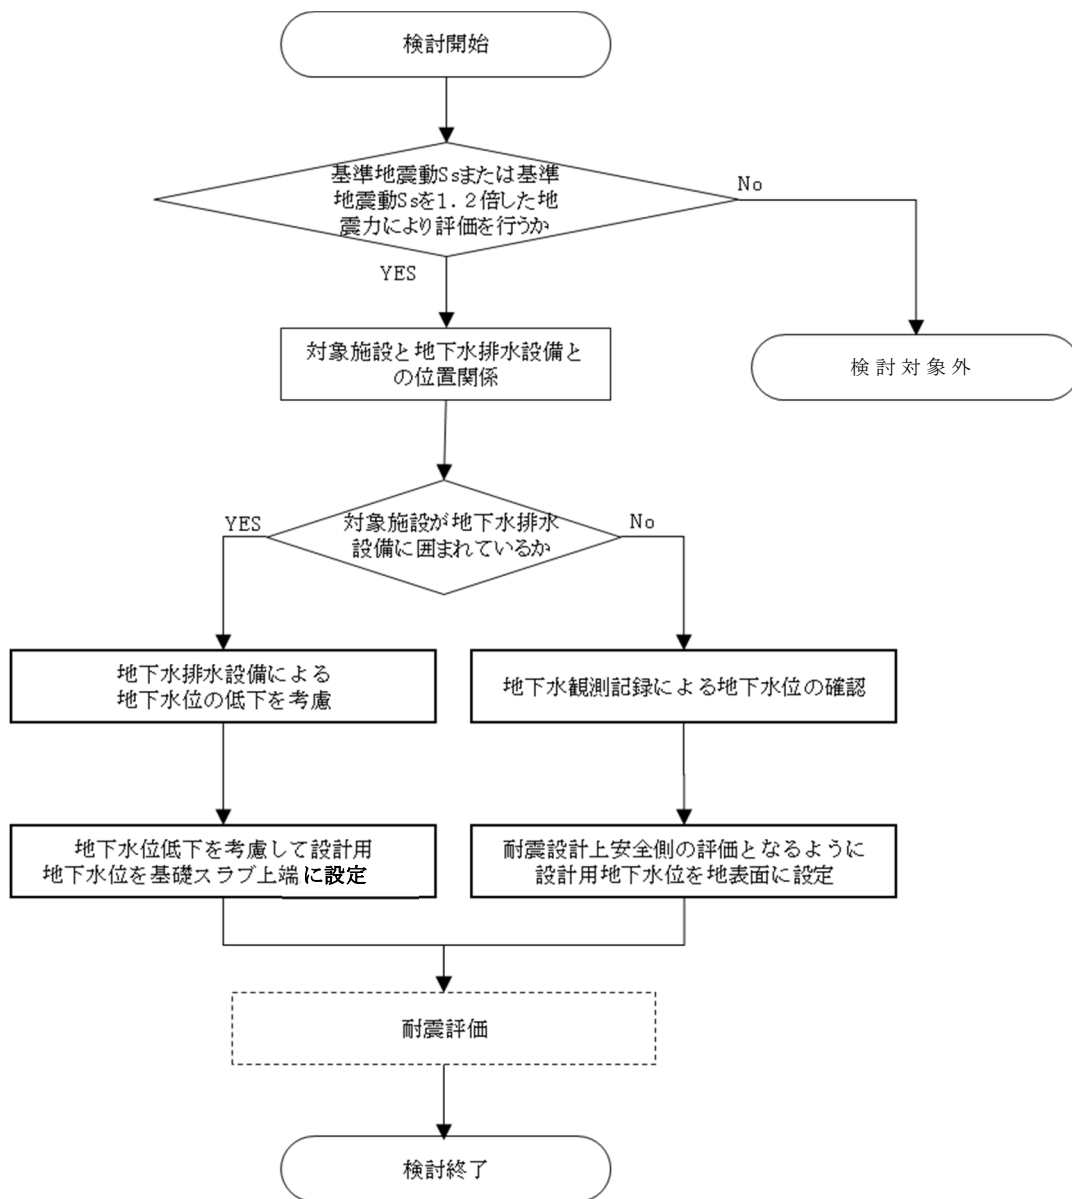 検討開始
基準地震動Ssまたは基準
地震動Ssを1.2倍した地
震力により評価を行うか
No
YES
対象施設と地下水排水設備と
の位置関係
検討対象外
YES
対象施設が地下水排水
設備に囲まれているか
No
地下水排水設備による
地下水位の低下を考慮
地下水観測記録による地下水位の確認
地下水位低下を考慮して設計用
地下水位を基礎スラブ上端に設定
耐震設計上安全側の評価となるように
設計用地下水位を地表面に設定
耐震評価
検討終了